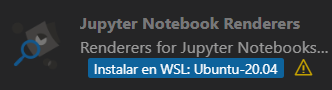 Jupyter Notebook Renderers
Renderers for Jupyter Notebooks...
Instalar en WSL: Ubuntu-20.04